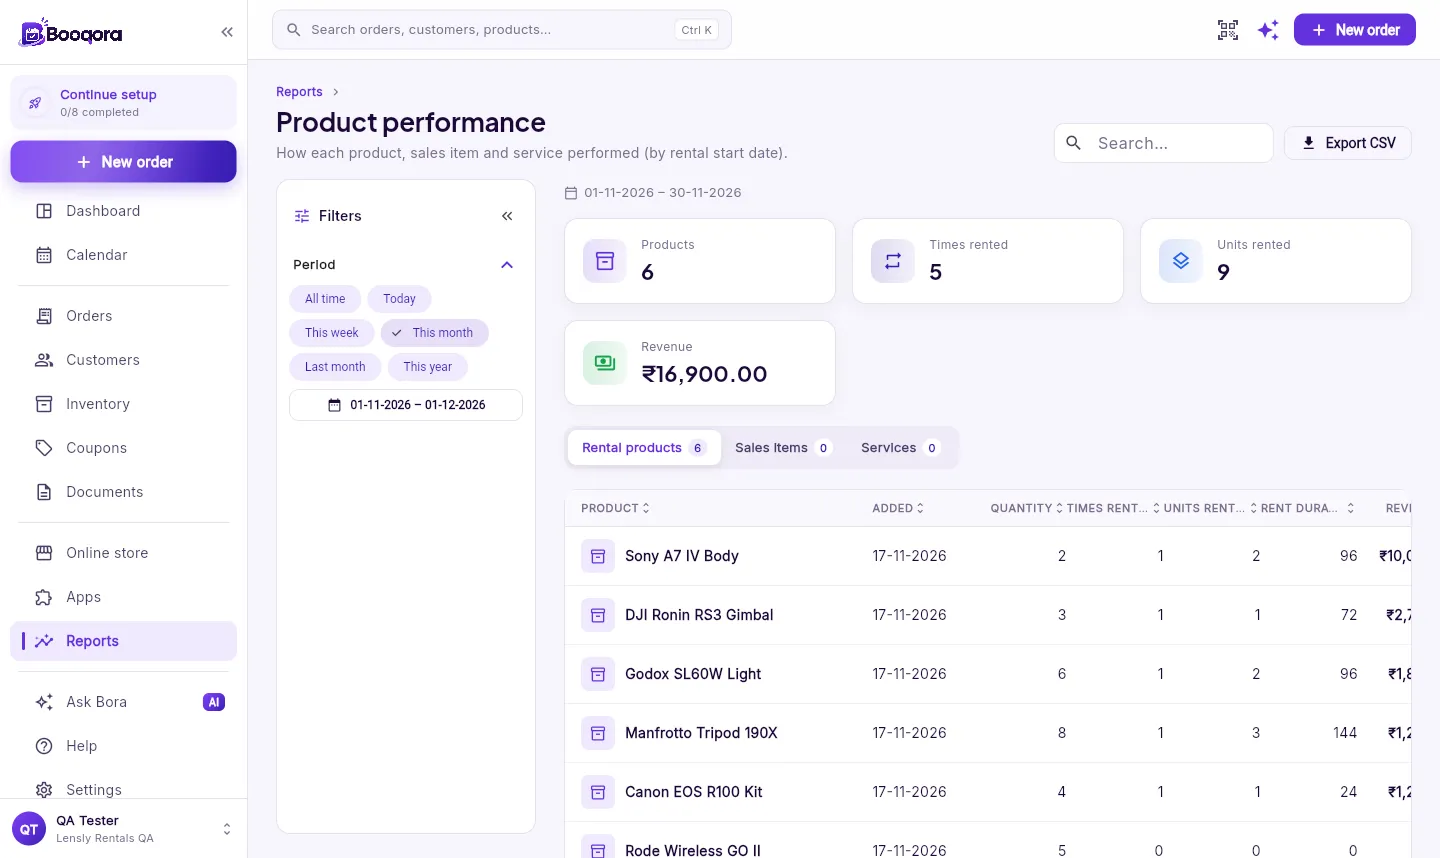 Booqora
Search orders, customers, products...
Ctrl K
New order
Continue setup
0/8 completed
New order
Dashboard
Calendar
Orders
Customers
Inventory
Coupons
Documents
Online store
Apps
Reports
Ask Bora
AI
Help
Settings
QT
QA Tester
Lensly Rentals QA
Reports
Product performance
How each product, sales item and service performed (by rental start date).
Search...
Export CSV
Filters
Period
All time
Today
This week
This month
Last month
This year
01-11-2026 – 01-12-2026
01-11-2026 – 30-11-2026
Products
6
Times rented
5
Units rented
9
Revenue
₹16,900.00
Rental products 6
Sales Items 0
Services 0
PRODUCT ADDED QUANTITY TIMES RENT... UNITS RENT... RENT DURA...
Sony A7 IV Body 17-11-2026 2 1 2 96
DJI Ronin RS3 Gimbal 17-11-2026 3 1 1 72
Godox SL60W Light 17-11-2026 6 1 2 96
Manfrotto Tripod 190X 17-11-2026 8 1 3 144
Canon EOS R100 Kit 17-11-2026 4 1 1 24
Rode Wireless GO II 17-11-2026 5 0 0 0